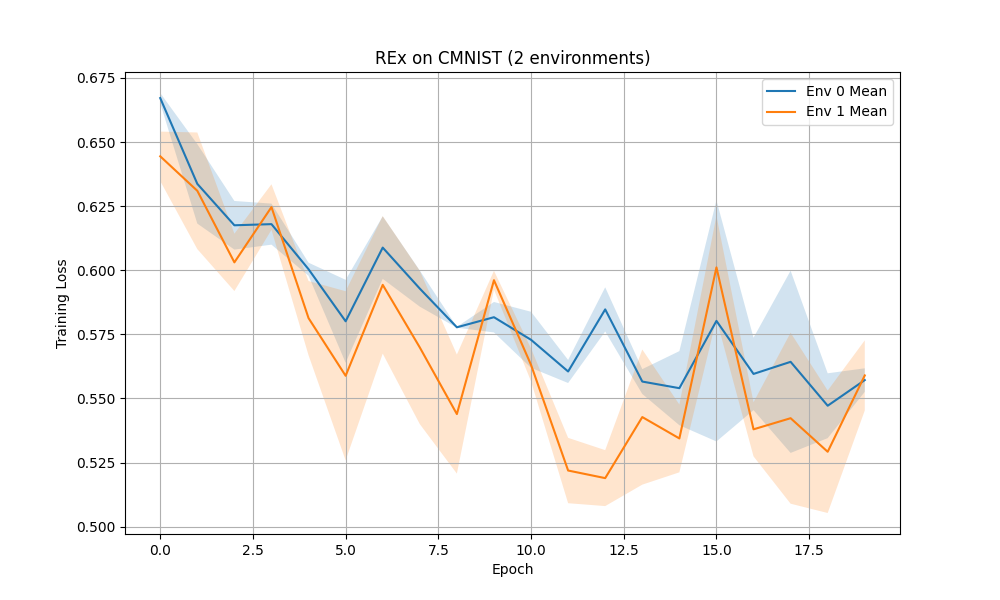 REx on CMNIST (2 environments)
Env 0 Mean
Env 1 Mean
0.675
0.650
0.625
0.600
0.575
0.550
0.525
0.500
Training Loss
0.0 2.5 5.0 7.5 10.0 12.5 15.0 17.5
Epoch